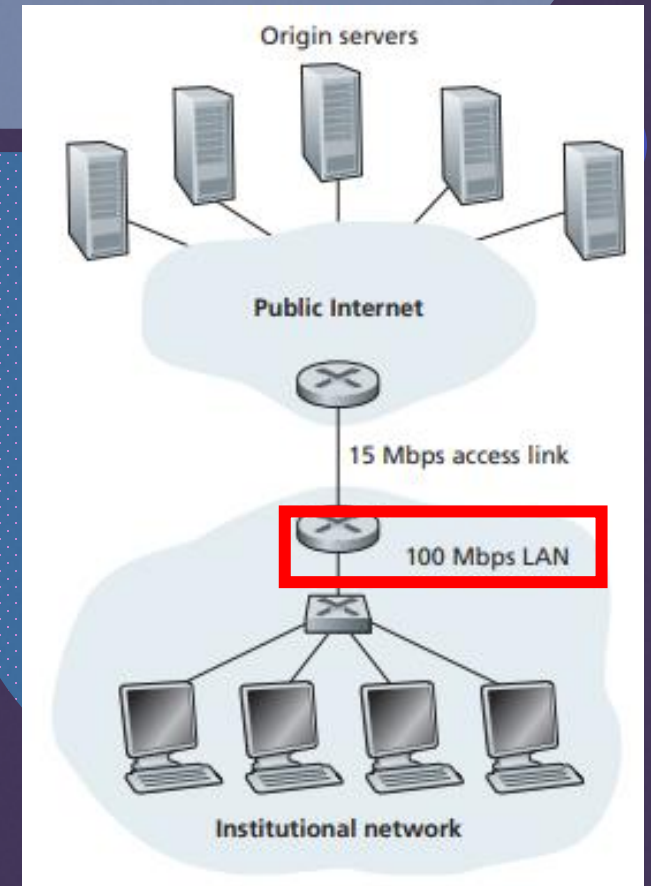 Origin servers
Public Internet
15 Mbps access link
100 Mbps LAN
Institutional network